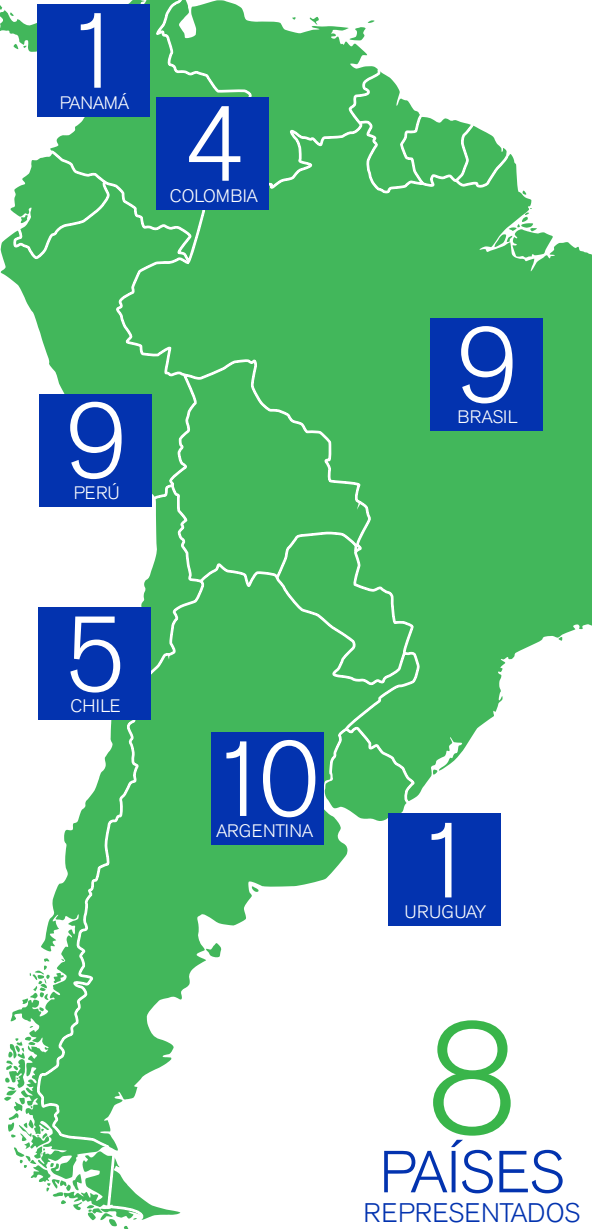 1
PANAMÁ
4
COLOMBIA
9
BRASIL
9
PERÚ
5
CHILE
10
ARGENTINA
1
URUGUAY
8
PAÍSES
REPRESENTADOS